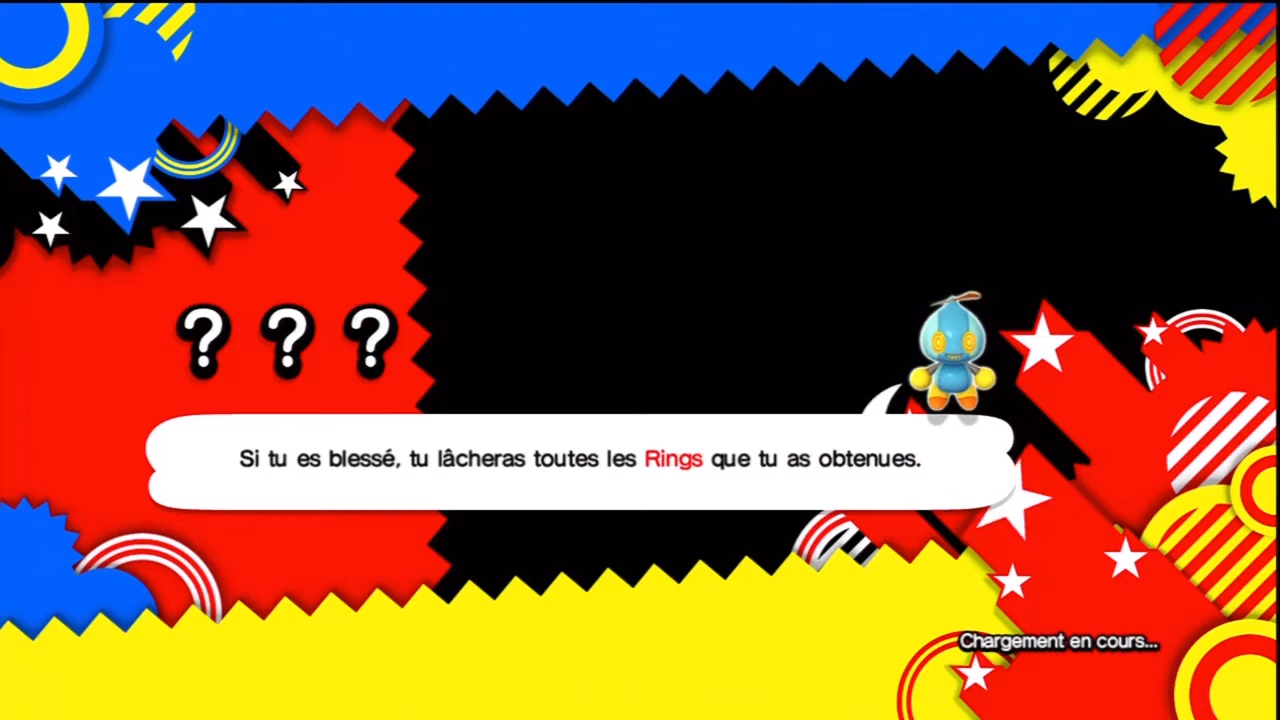 ? ? ?
Si tu es blessé, tu lâcheras toutes les Rings que tu as obtenues.
Chargement en cours...